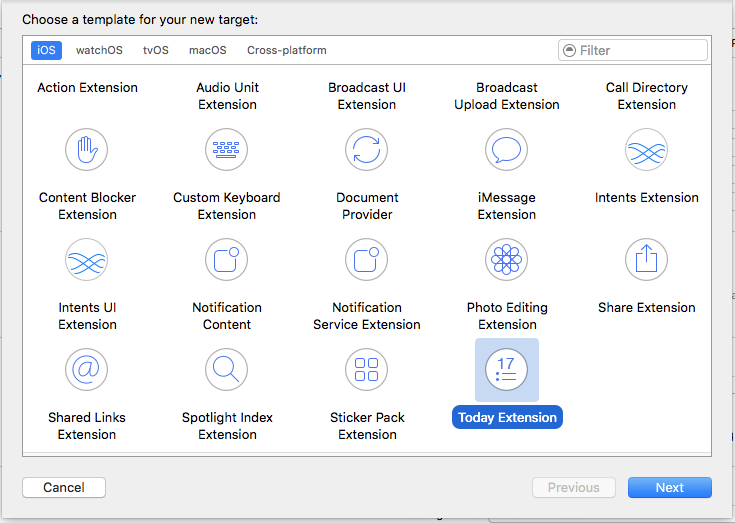 Choose a template for your new target:
iOS watchOS tvOS macOS Cross-platform Filter
Action Extension Audio Unit Extension Broadcast UI Extension Broadcast Upload Extension Call Directory Extension
Content Blocker Extension Custom Keyboard Extension Document Provider iMessage Extension Intents Extension
Intents UI Extension Notification Content Notification Service Extension Photo Editing Extension Share Extension
17
Shared Links Extension Spotlight Index Extension Sticker Pack Extension Today Extension
Cancel Previous Next